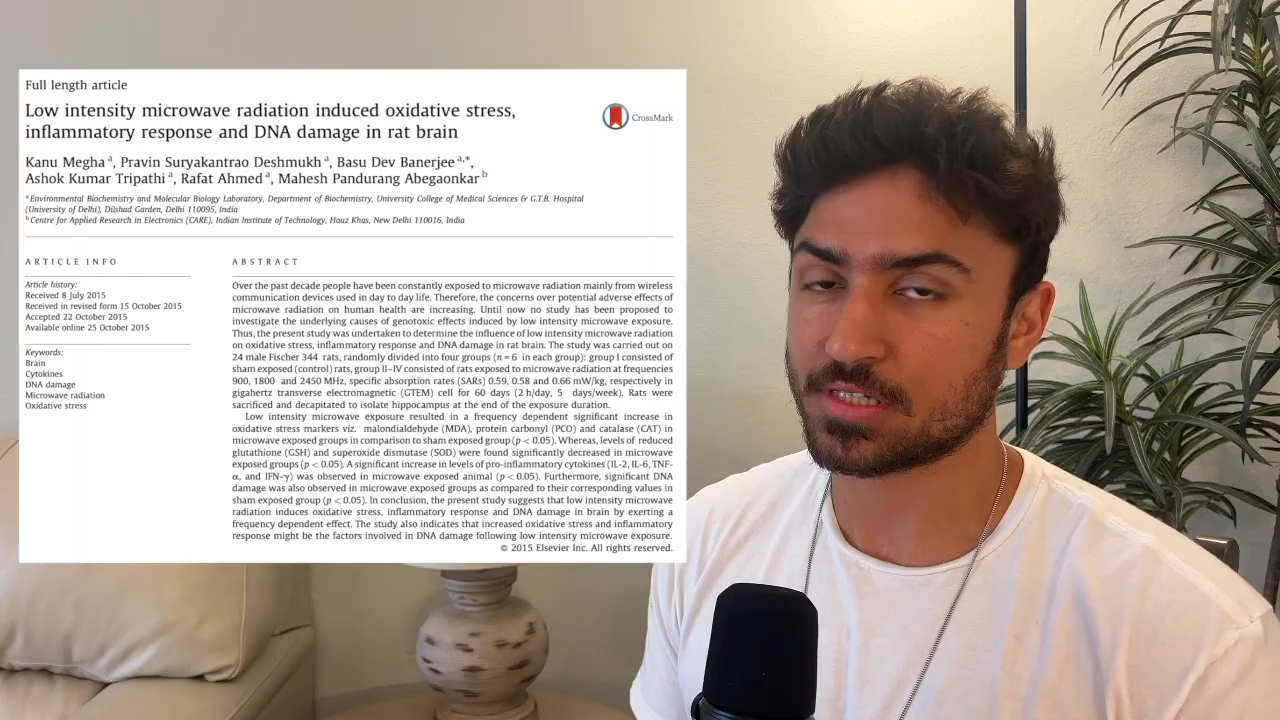 Full length article
Low intensity microwave radiation induced oxidative stress,
inflammatory response and DNA damage in rat brain
CrossMark
Kanu Megha a, Pravin Suryakantrao Deshmukh a, Basu Dev Banerjee a,*,
Ashok Kumar Tripathi a, Rafat Ahmed a, Mahesh Pandurang Abegaonkar b
a Environmental Biochemistry and Molecular Biology Laboratory, Department of Biochemistry, University College of Medical Sciences & G.T.B. Hospital
(University of Delhi), Dilshad Garden, Delhi 110095, India
b Centre for Applied Research in Electronics (CARE), Indian Institute of Technology, Hauz Khas, New Delhi 110016, India
ARTICLE INFO
Article history:
Received 8 July 2015
Received in revised form 15 October 2015
Accepted 22 October 2015
Available online 25 October 2015
Keywords:
Brain
Cytokines
DNA damage
Microwave radiation
Oxidative stress
ABSTRACT
Over the past decade people have been constantly exposed to microwave radiation mainly from wireless
communication devices used in day to day life. Therefore, the concerns over potential adverse effects of
microwave radiation on human health are increasing. Until now no study has been proposed to
investigate the underlying causes of genotoxic effects induced by low intensity microwave exposure.
Thus, the present study was undertaken to determine the influence of low intensity microwave radiation
on oxidative stress, inflammatory response and DNA damage in rat brain. The study was carried out on
24 male Fischer 344 rats, randomly divided into four groups (n = 6 in each group): group I consisted of
sham exposed (control) rats, group II–IV consisted of rats exposed to microwave radiation at frequencies
900, 1800 and 2450 MHz, specific absorption rates (SARs) 0.59, 0.58 and 0.66 mW/kg, respectively in
gigahertz transverse electromagnetic (GTEM) cell for 60 days (2 h/day, 5 days/week). Rats were
sacrificed and decapitated to isolate hippocampus at the end of the exposure duration.
Low intensity microwave exposure resulted in a frequency dependent significant increase in
oxidative stress markers viz. malondialdehyde (MDA), protein carbonyl (PCO) and catalase (CAT) in
microwave exposed groups in comparison to sham exposed group (p < 0.05). Whereas, levels of reduced
glutathione (GSH) and superoxide dismutase (SOD) were found significantly decreased in microwave
exposed groups (p < 0.05). A significant increase in levels of pro-inflammatory cytokines (IL-2, IL-6, TNF-
α, and IFN-γ) was observed in microwave exposed animal (p < 0.05). Furthermore, significant DNA
damage was also observed in microwave exposed groups as compared to their corresponding values in
sham exposed group (p < 0.05). In conclusion, the present study suggests that low intensity microwave
radiation induces oxidative stress, inflammatory response and DNA damage in brain by exerting a
frequency dependent effect. The study also indicates that increased oxidative stress and inflammatory
response might be the factors involved in DNA damage following low intensity microwave exposure.
© 2015 Elsevier Inc. All rights reserved.